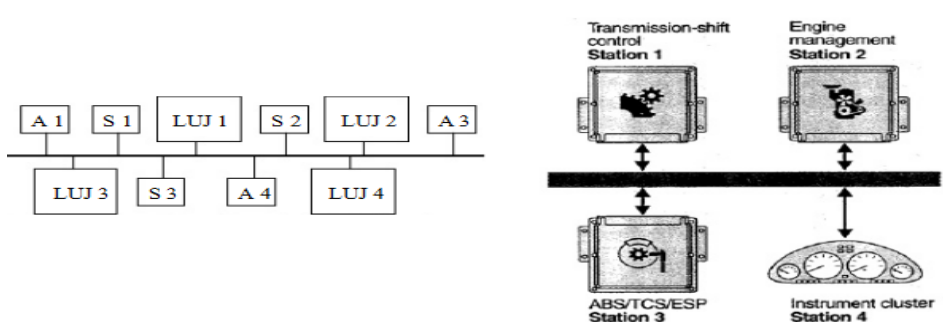 A 1
S 1
LUJ 1
S 2
LUJ 2
A 3
LUJ 3
S 3
A 4
LUJ 4
Transmission-shift
control
Station 1
Engine
management
Station 2
ABS/TCS/ESP
Station 3
Instrument cluster
Station 4